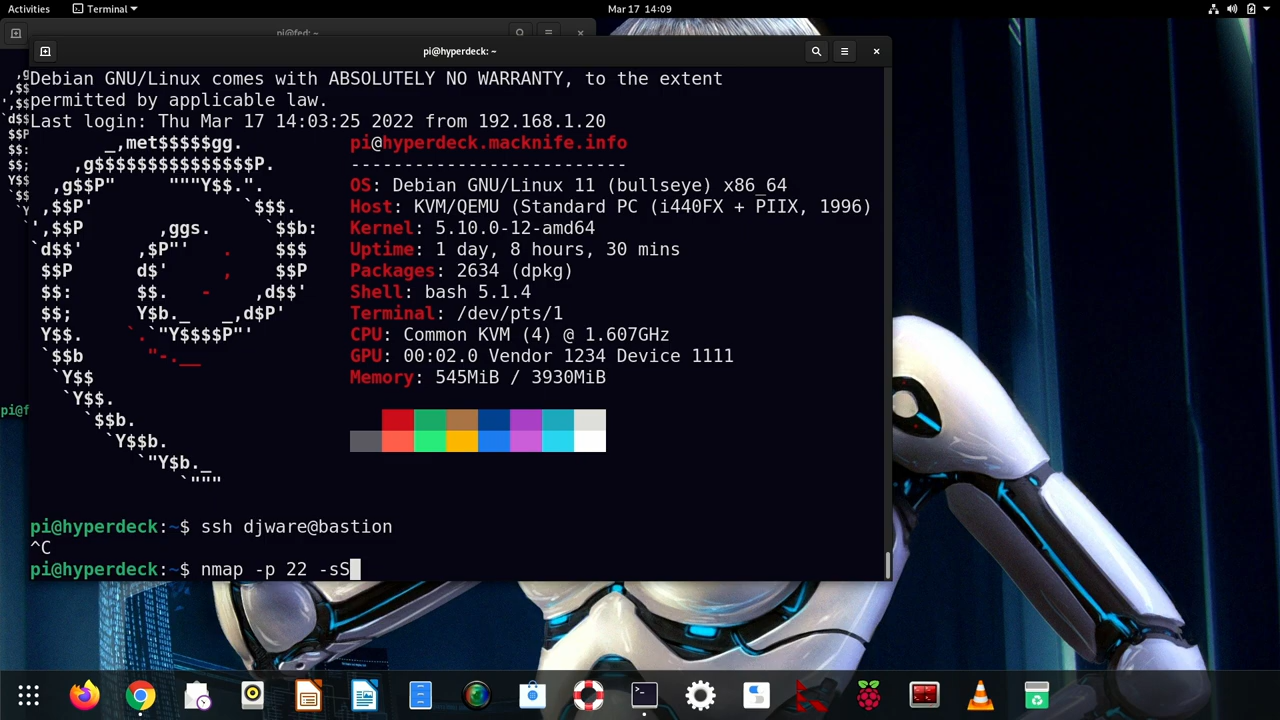 Activities
Terminal
Mar 17 14:09
pi@fed: ~
pi@hyperdeck: ~
Debian GNU/Linux comes with ABSOLUTELY NO WARRANTY, to the extent
permitted by applicable law.
Last login: Thu Mar 17 14:03:25 2022 from 192.168.1.20
pi@hyperdeck.macknife.info
---------------------------
OS: Debian GNU/Linux 11 (bullseye) x86_64
Host: KVM/QEMU (Standard PC (i440FX + PIIX, 1996)
Kernel: 5.10.0-12-amd64
Uptime: 1 day, 8 hours, 30 mins
Packages: 2634 (dpkg)
Shell: bash 5.1.4
Terminal: /dev/pts/1
CPU: Common KVM (4) @ 1.607GHz
GPU: 00:02.0 Vendor 1234 Device 1111
Memory: 545MiB / 3930MiB
pi@hyperdeck:~$ ssh djware@bastion
^C
pi@hyperdeck:~$ nmap -p 22 -sS